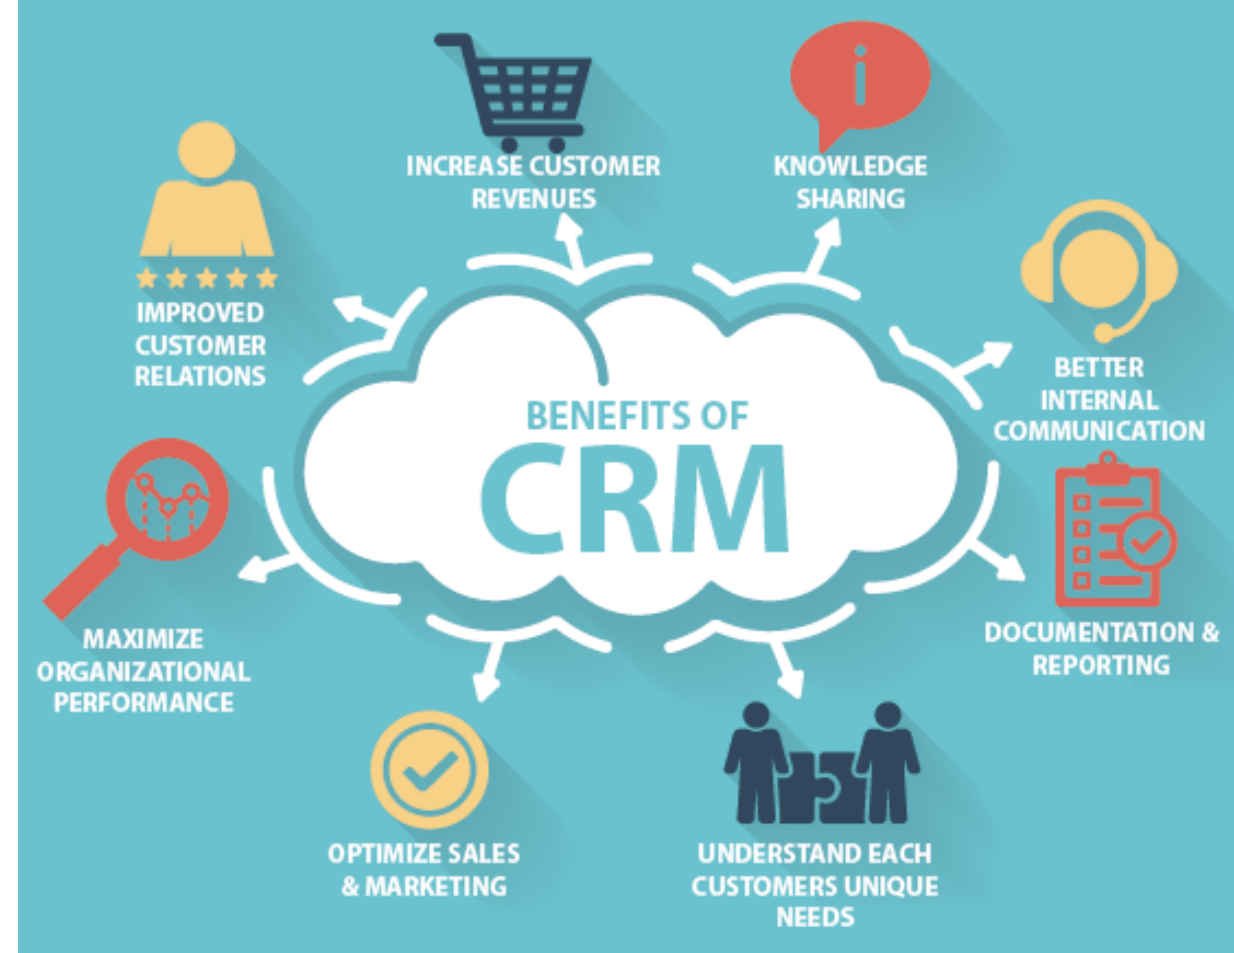 BENEFITS OF
CRM
INCREASE CUSTOMER
REVENUES
i
KNOWLEDGE
SHARING
BETTER
INTERNAL
COMMUNICATION
DOCUMENTATION &
REPORTING
UNDERSTAND EACH
CUSTOMERS UNIQUE
NEEDS
OPTIMIZE SALES
& MARKETING
MAXIMIZE
ORGANIZATIONAL
PERFORMANCE
IMPROVED
CUSTOMER
RELATIONS